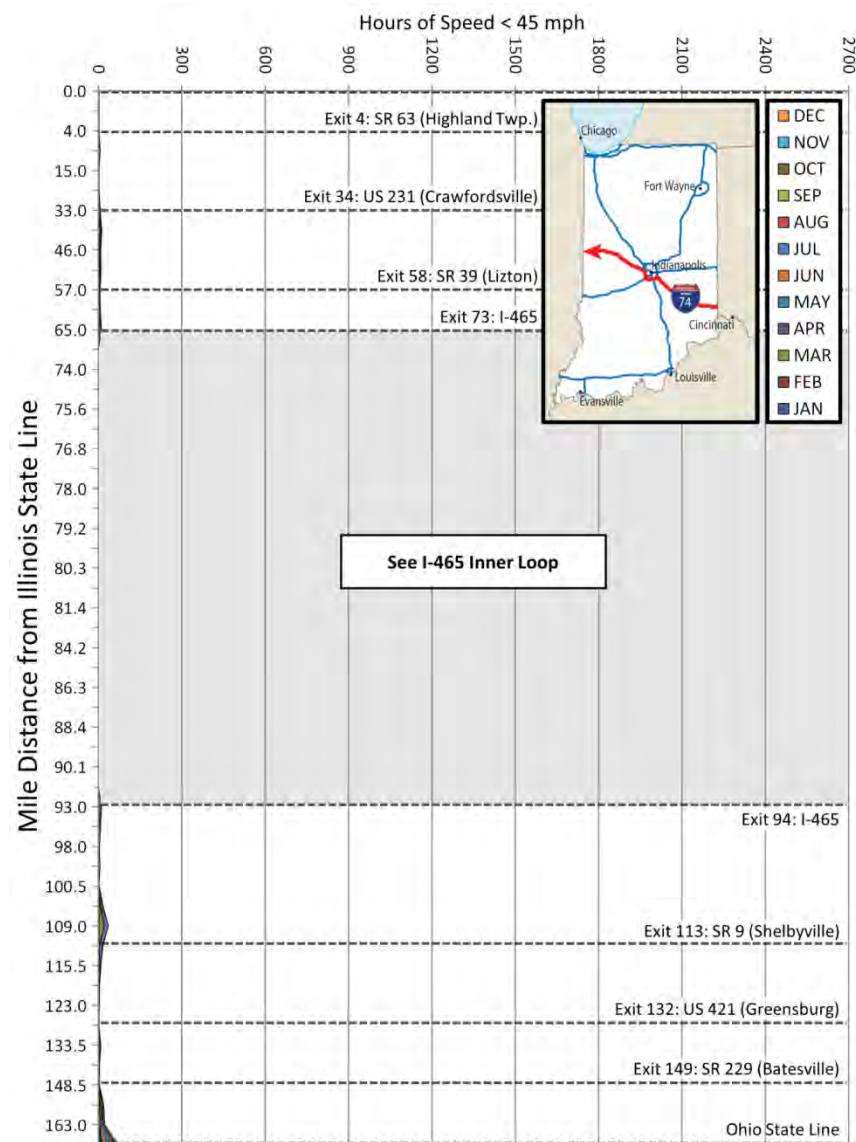 Hours of Speed < 45 mph
0 300 600 900 1200 1500 1800 2100 2400 2700
Mile Distance from Illinois State Line
0.0
4.0
15.0
33.0
46.0
57.0
65.0
74.0
75.6
76.8
78.0
79.2
80.3
81.4
84.2
86.3
88.4
90.1
93.0
98.0
100.5
109.0
115.5
123.0
133.5
148.5
163.0
Exit 4: SR 63 (Highland Twp.)
Exit 34: US 231 (Crawfordsville)
Exit 58: SR 39 (Lizton)
Exit 73: I-465
Chicago
Fort Wayne
Indianapolis
74
Cincinnati
Louisville
Evansville
DEC
NOV
OCT
SEP
AUG
JUL
JUN
MAY
APR
MAR
FEB
JAN
See I-465 Inner Loop
Exit 94: I-465
Exit 113: SR 9 (Shelbyville)
Exit 132: US 421 (Greensburg)
Exit 149: SR 229 (Batesville)
Ohio State Line